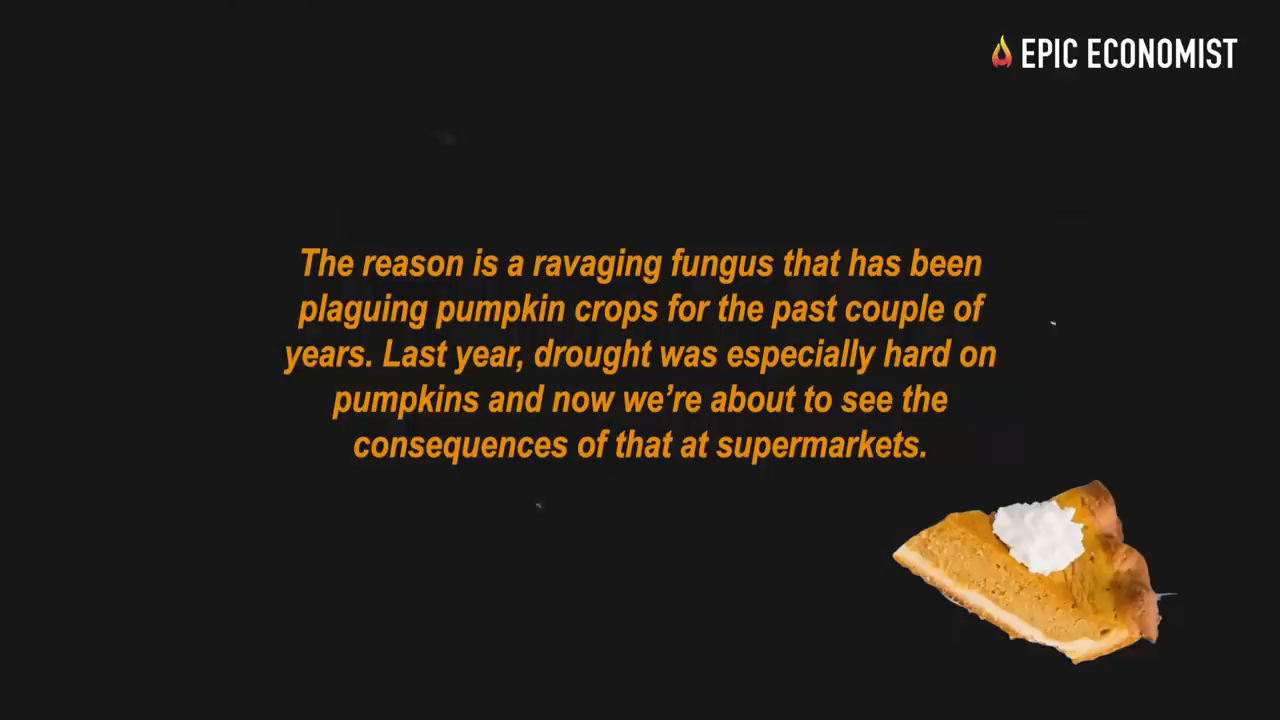 EPIC ECONOMIST
The reason is a ravaging fungus that has been
plaguing pumpkin crops for the past couple of
years. Last year, drought was especially hard on
pumpkins and now we’re about to see the
consequences of that at supermarkets.